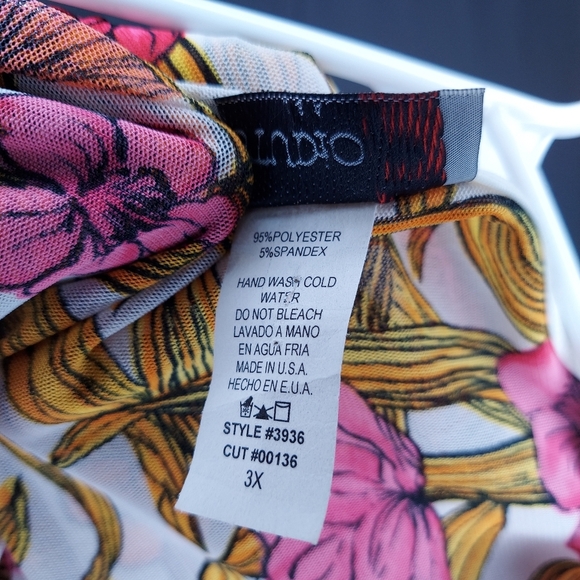 95%POLYESTER
5%SPANDEX
HAND WASH COLD
WATER
DO NOT BLEACH
LAVADO A MANO
EN AGUA FRIA
MADE IN U.S.A.
HECHO EN E.U.A.
STYLE #3936
CUT #00136
3X